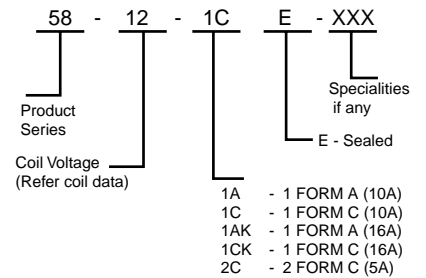 58 - 12 - 1C E - XXX
Specialities
if any
Product
Series
E - Sealed
Coil Voltage
(Refer coil data)
1A - 1 FORM A (10A)
1C - 1 FORM C (10A)
1AK - 1 FORM A (16A)
1CK - 1 FORM C (16A)
2C - 2 FORM C (5A)